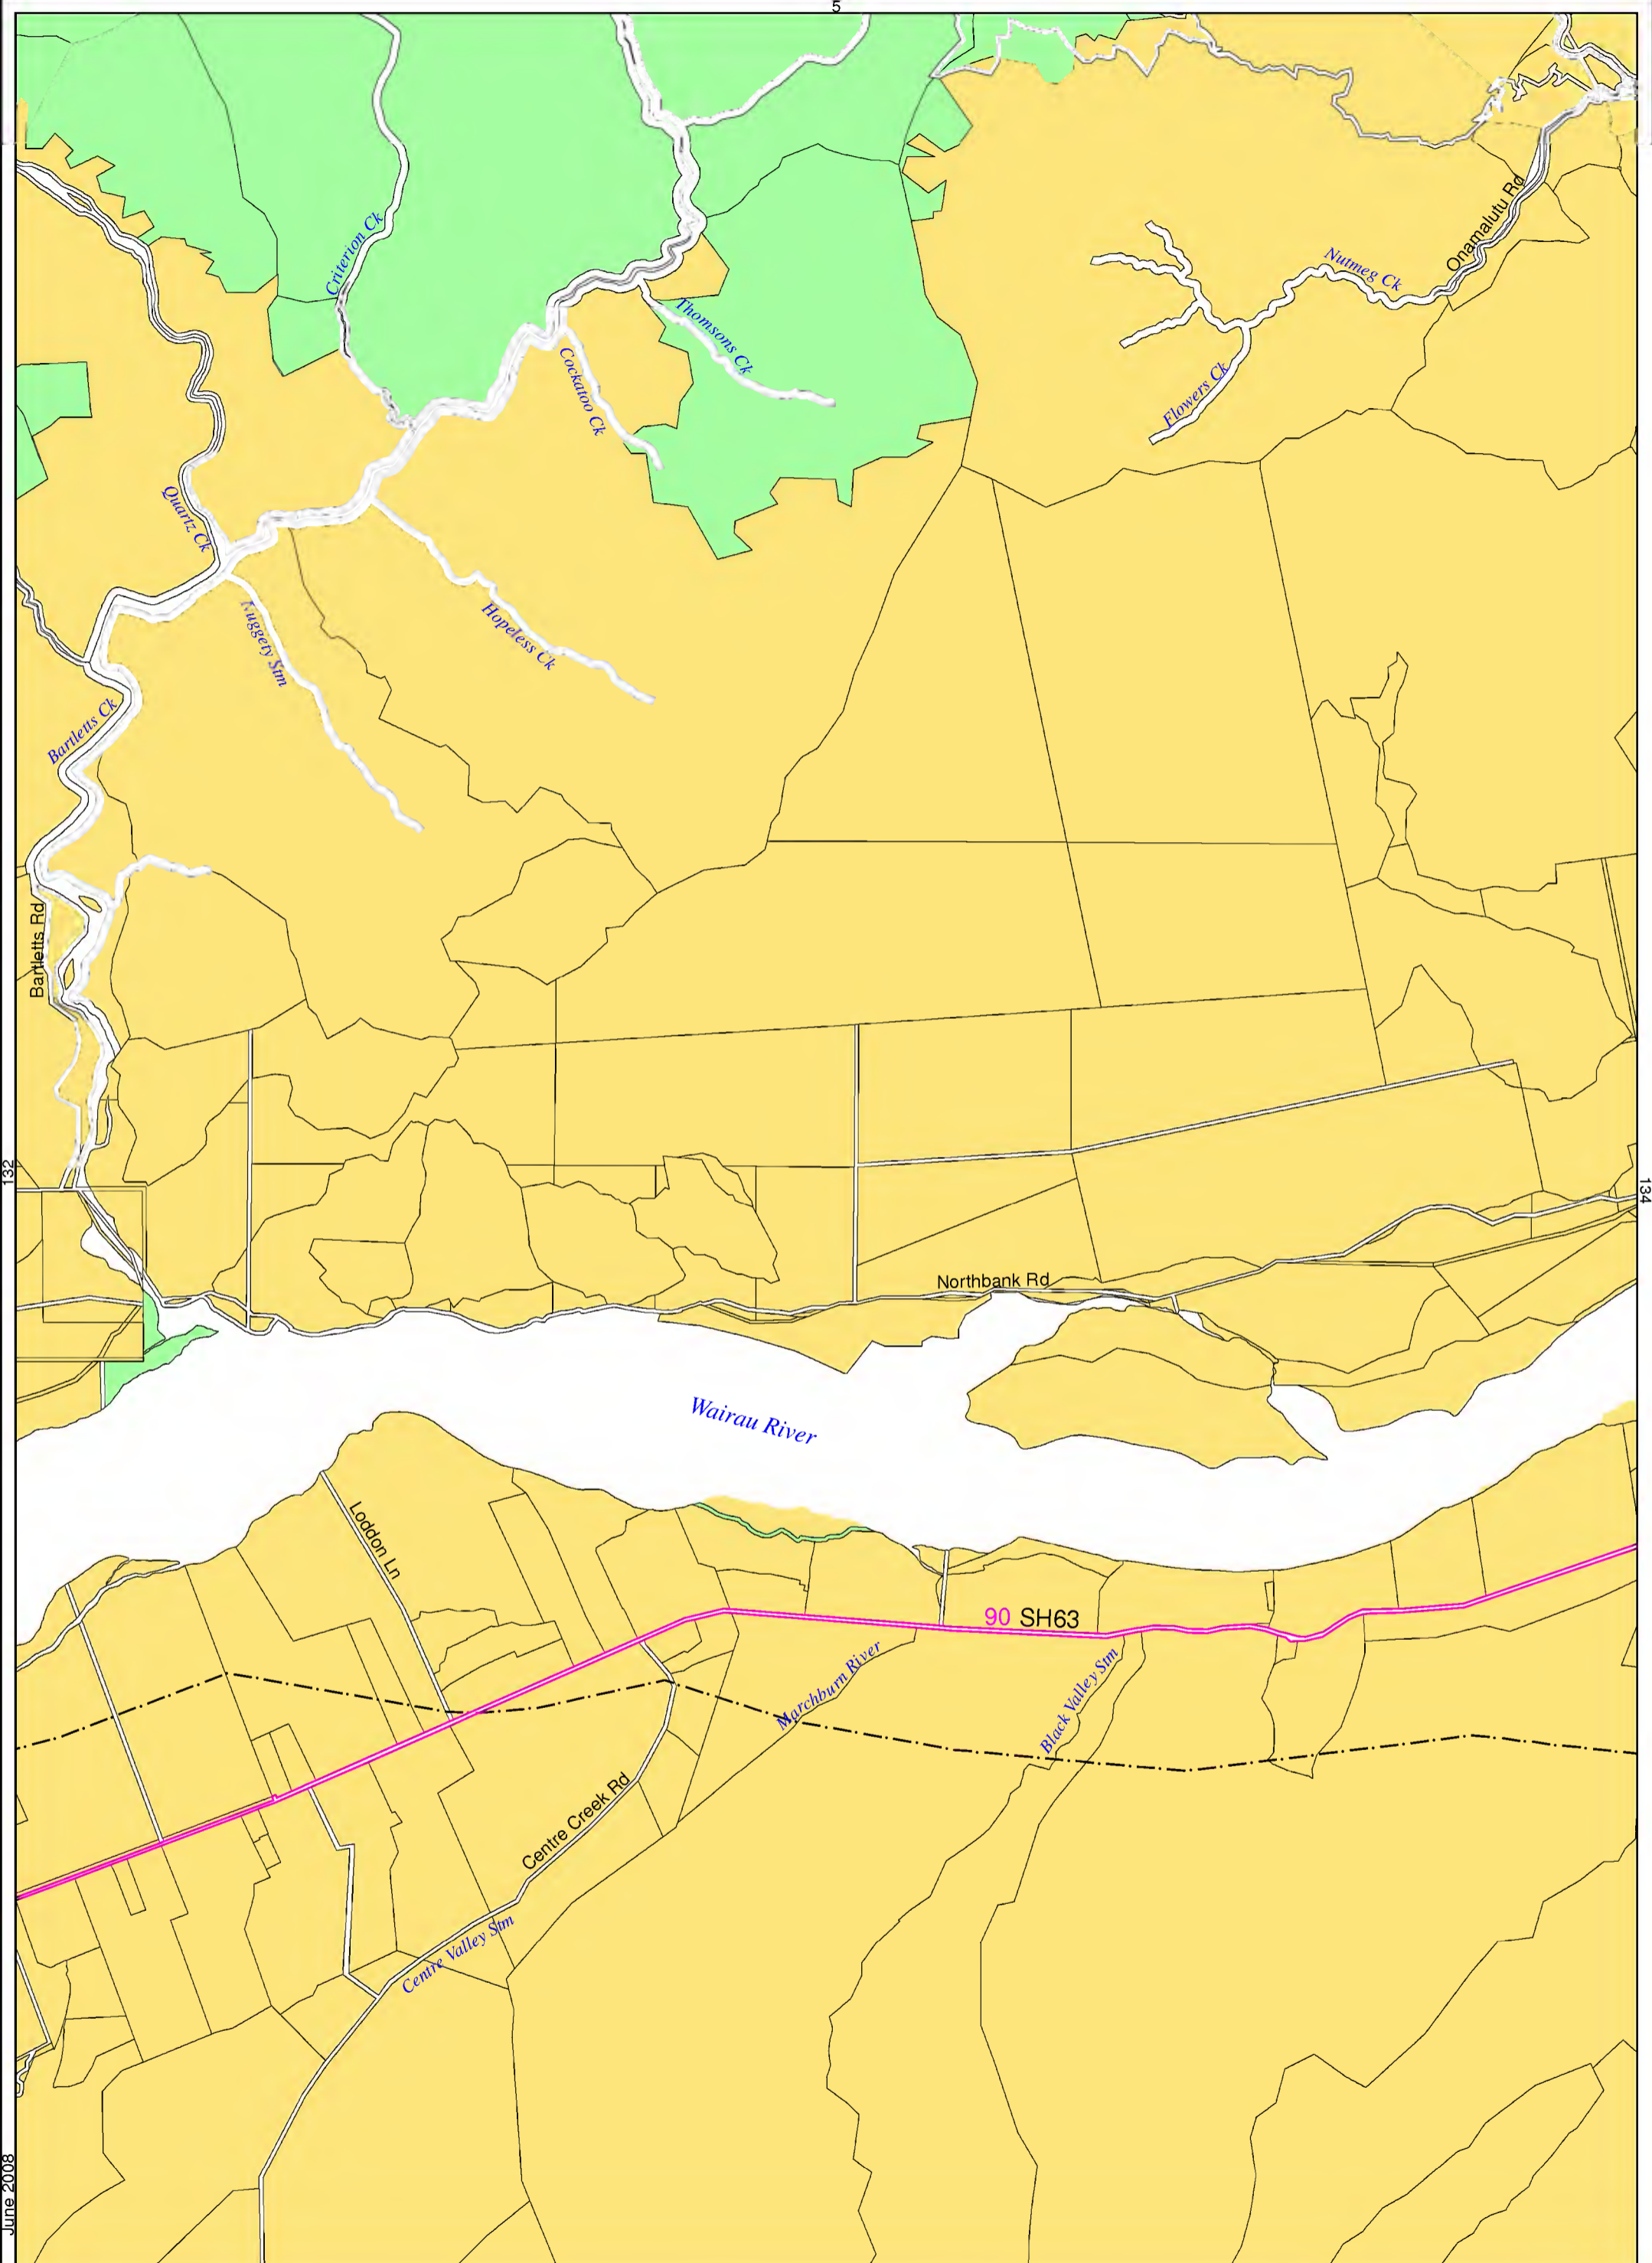 5
Criterion Ck
Onamalutu Rd
Nutmeg Ck
Thomsons Ck
Cockatoo Ck
Flowers Ck
Quartz Ck
Nuggety Stm
Hopeless Ck
Bartletts Ck
Bartletts Rd
132
134
Northbank Rd
Wairau River
Loddon Ln
90 SH63
Marchburn River
Black Valley Stm
Centre Creek Rd
Centre Valley Stm
June 2008